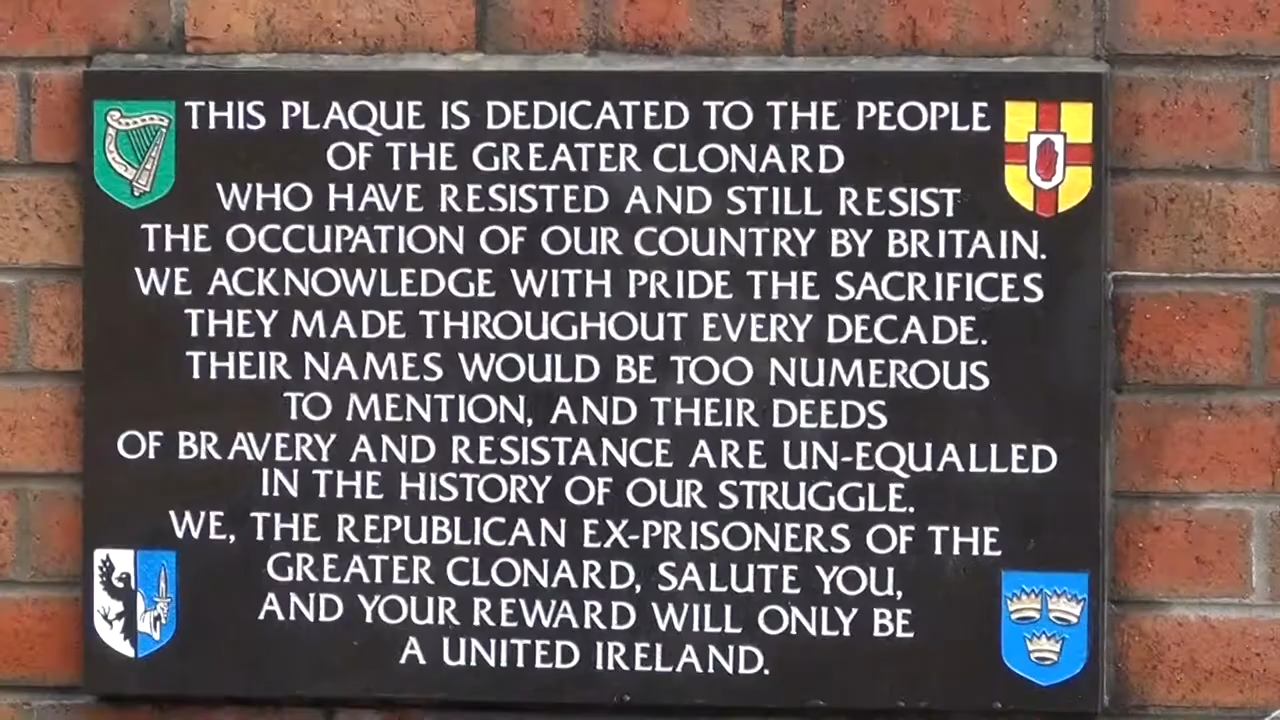 THIS PLAQUE IS DEDICATED TO THE PEOPLE
OF THE GREATER CLONARD
WHO HAVE RESISTED AND STILL RESIST
THE OCCUPATION OF OUR COUNTRY BY BRITAIN.
WE ACKNOWLEDGE WITH PRIDE THE SACRIFICES
THEY MADE THROUGHOUT EVERY DECADE.
THEIR NAMES WOULD BE TOO NUMEROUS
TO MENTION, AND THEIR DEEDS
OF BRAVERY AND RESISTANCE ARE UN-EQUALLED
IN THE HISTORY OF OUR STRUGGLE.
WE, THE REPUBLICAN EX-PRISONERS OF THE
GREATER CLONARD, SALUTE YOU,
AND YOUR REWARD WILL ONLY BE
A UNITED IRELAND.